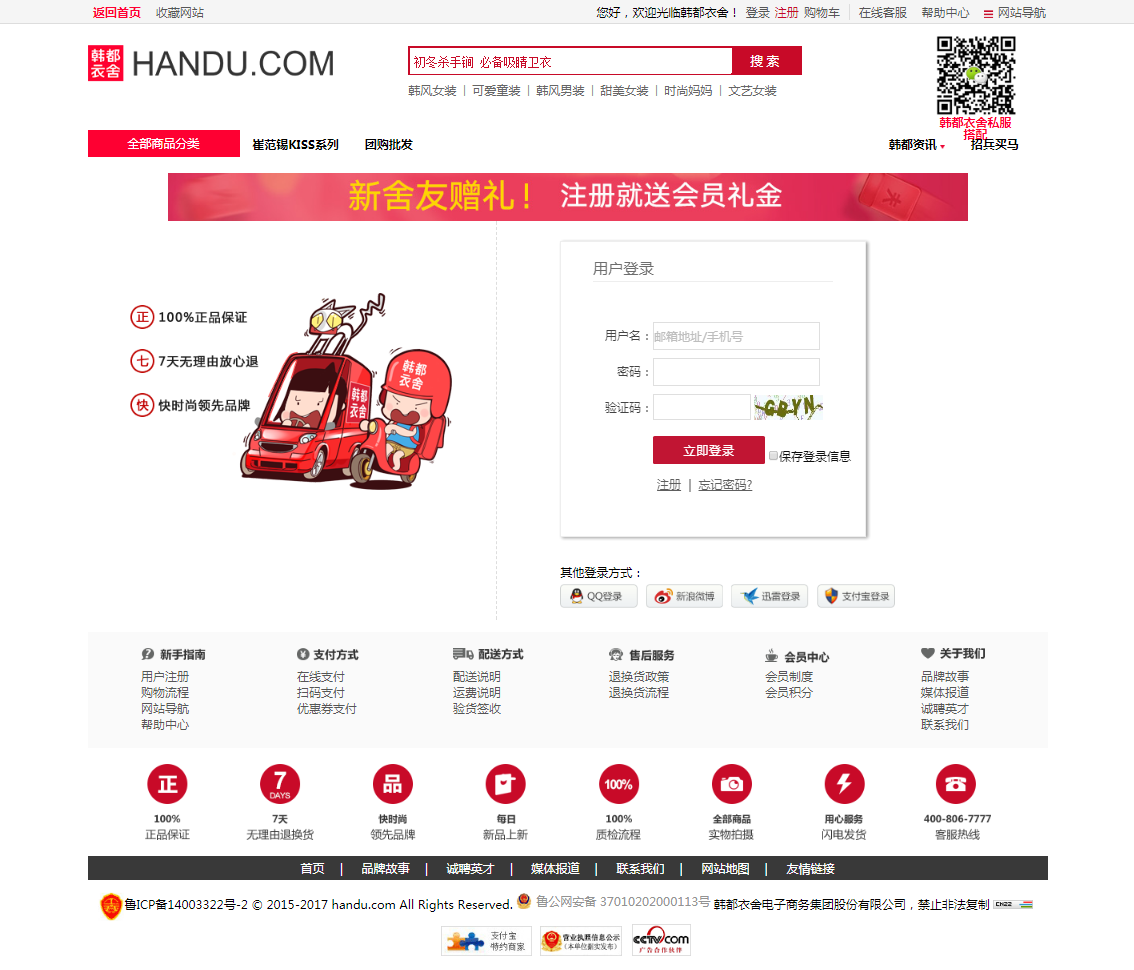 返回首页 收藏网站 您好，欢迎光临韩都衣舍！ 登录 注册 购物车 在线客服 帮助中心 网站导航
韩都衣舍 HANDU.COM
初冬杀手锏 必备吸睛卫衣 搜 索
韩风女装 | 可爱童装 | 韩风男装 | 甜美女装 | 时尚妈妈 | 文艺女装
韩都衣舍私服搭配
全部商品分类 崔范锡KISS系列 团购批发 韩都资讯 招兵买马
新舍友赠礼！ 注册就送会员礼金
正 100%正品保证
七 7天无理由放心退
快 快时尚领先品牌
韩都衣舍
韩都衣舍
用户登录
用户名： 邮箱地址/手机号
密码：
验证码： GBYN
立即登录 保存登录信息
注册 | 忘记密码?
其他登录方式：
QQ登录 新浪微博 迅雷登录 支付宝登录
新手指南 支付方式 配送方式 售后服务 会员中心 关于我们
用户注册 在线支付 配送说明 退换货政策 会员制度 品牌故事
购物流程 扫码支付 运费说明 退换货流程 会员积分 媒体报道
网站导航 优惠券支付 验货签收 诚聘英才
帮助中心 联系我们
正 7 DAYS 品 100%
100% 7天 快时尚 每日 100% 全部商品 用心服务 400-806-7777
正品保证 无理由退换货 领先品牌 新品上新 质检流程 实物拍摄 闪电发货 客服热线
首页 | 品牌故事 | 诚聘英才 | 媒体报道 | 联系我们 | 网站地图 | 友情链接
鲁ICP备14003322号-2 © 2015-2017 handu.com All Rights Reserved. 鲁公网安备 37010202000113号 韩都衣舍电子商务集团股份有限公司，禁止非法复制 CNZZ
支付宝 特约商家 营业执照信息公示 (本单位副实发布) CCTV.com 广告合作伙伴